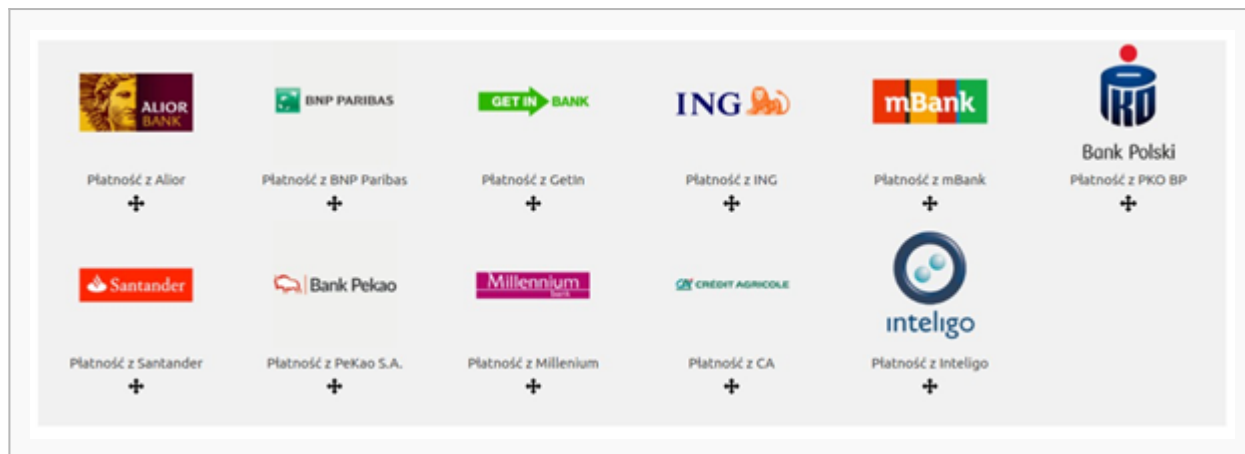 ALIOR
BANK
BNP PARIBAS
GET IN BANK
ING
mBank
PKO
Bank Polski
Płatność z Alior
Płatność z BNP Paribas
Płatność z GetIn
Płatność z ING
Płatność z mBank
Płatność z PKO BP
Santander
Bank Pekao
Millennium
bank
CA CRÉDIT AGRICOLE
inteligo
Płatność z Santander
Płatność z PeKao S.A.
Płatność z Millenium
Płatność z CA
Płatność z Inteligo